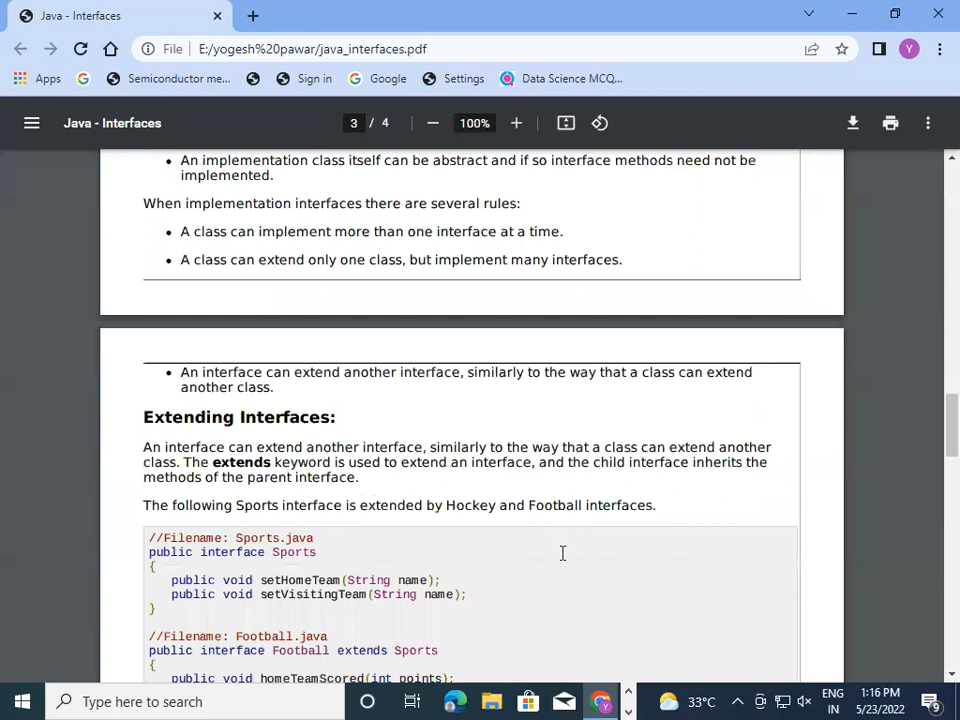 Java - Interfaces
File E:/yogesh%20pawar/java_interfaces.pdf
Y
Apps Semiconductor me... Sign in Google Settings Data Science MCQ...
Java - Interfaces 3 / 4 100%
• An implementation class itself can be abstract and if so interface methods need not be
implemented.
When implementation interfaces there are several rules:
• A class can implement more than one interface at a time.
• A class can extend only one class, but implement many interfaces.
• An interface can extend another interface, similarly to the way that a class can extend
another class.
Extending Interfaces:
An interface can extend another interface, similarly to the way that a class can extend another
class. The extends keyword is used to extend an interface, and the child interface inherits the
methods of the parent interface.
The following Sports interface is extended by Hockey and Football interfaces.
//Filename: Sports.java
public interface Sports
{
public void setHomeTeam(String name);
public void setVisitingTeam(String name);
}
//Filename: Football.java
public interface Football extends Sports
{
public void homeTeamScored(int points);
Type here to search
Y
33°C
ENG
IN
1:16 PM
5/23/2022
9